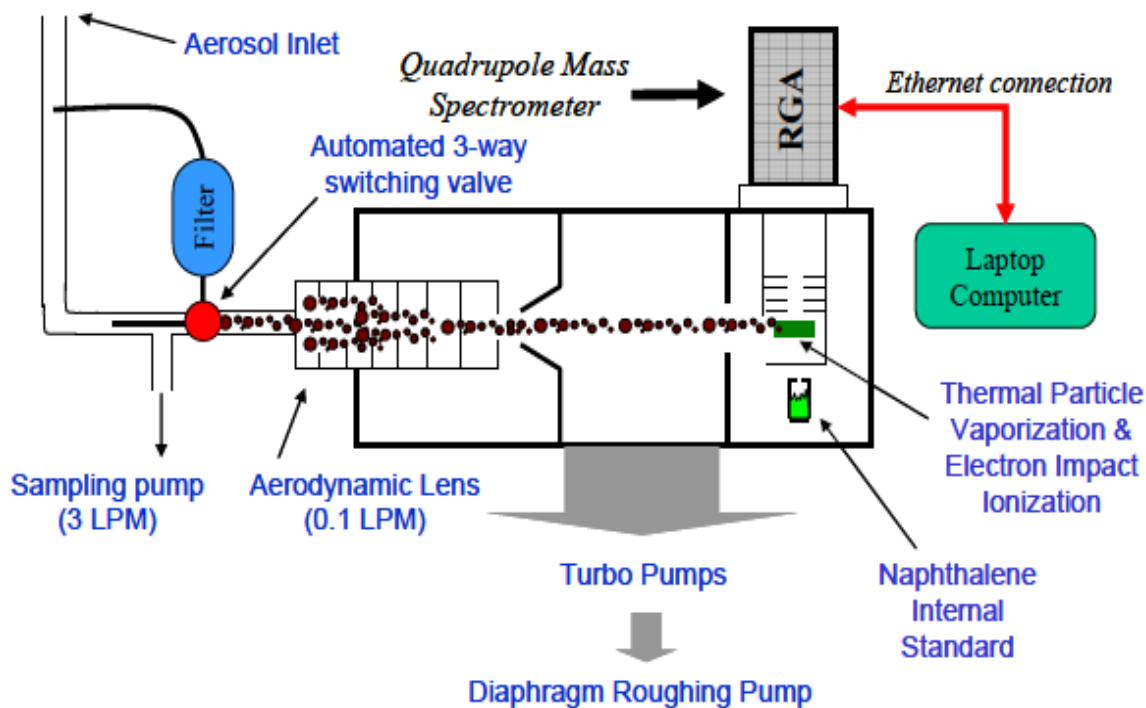 Aerosol Inlet
Quadrupole Mass
Spectrometer
RGA
Ethernet connection
Automated 3-way
switching valve
Filter
Laptop
Computer
Sampling pump
(3 LPM)
Aerodynamic Lens
(0.1 LPM)
Thermal Particle
Vaporization &
Electron Impact
Ionization
Turbo Pumps
Naphthalene
Internal
Standard
Diaphragm Roughing Pump